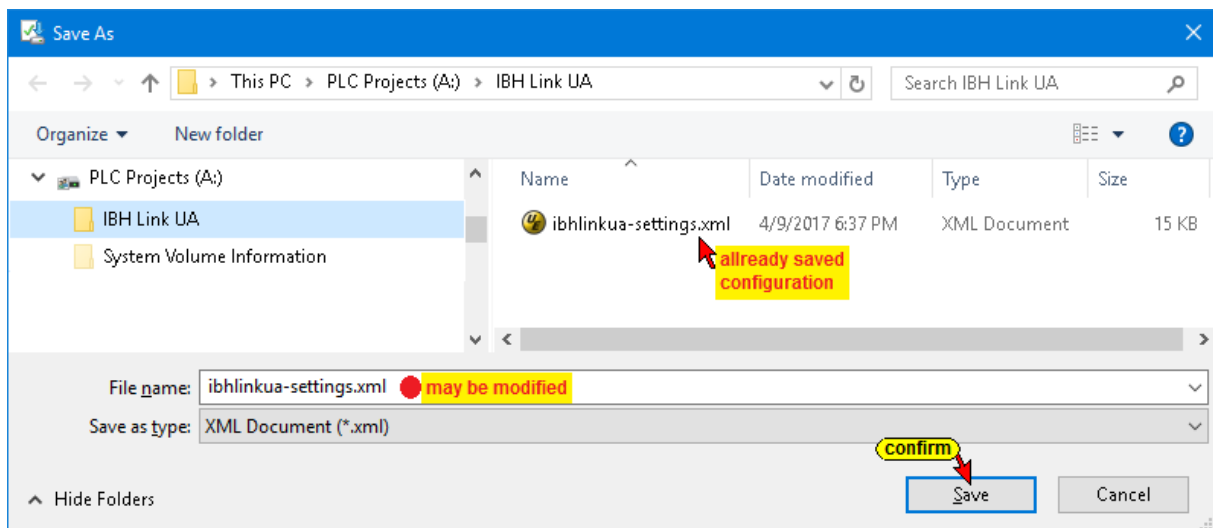 Save As
This PC > PLC Projects (A:) > IBH Link UA
Search IBH Link UA
Organize
New folder
PLC Projects (A:)
IBH Link UA
System Volume Information
Name Date modified Type Size
ibhlinkua-settings.xml 4/9/2017 6:37 PM XML Document 15 KB
allready saved
configuration
File name: ibhlinkua-settings.xml may be modified
Save as type: XML Document (*.xml)
confirm
Hide Folders
Save
Cancel